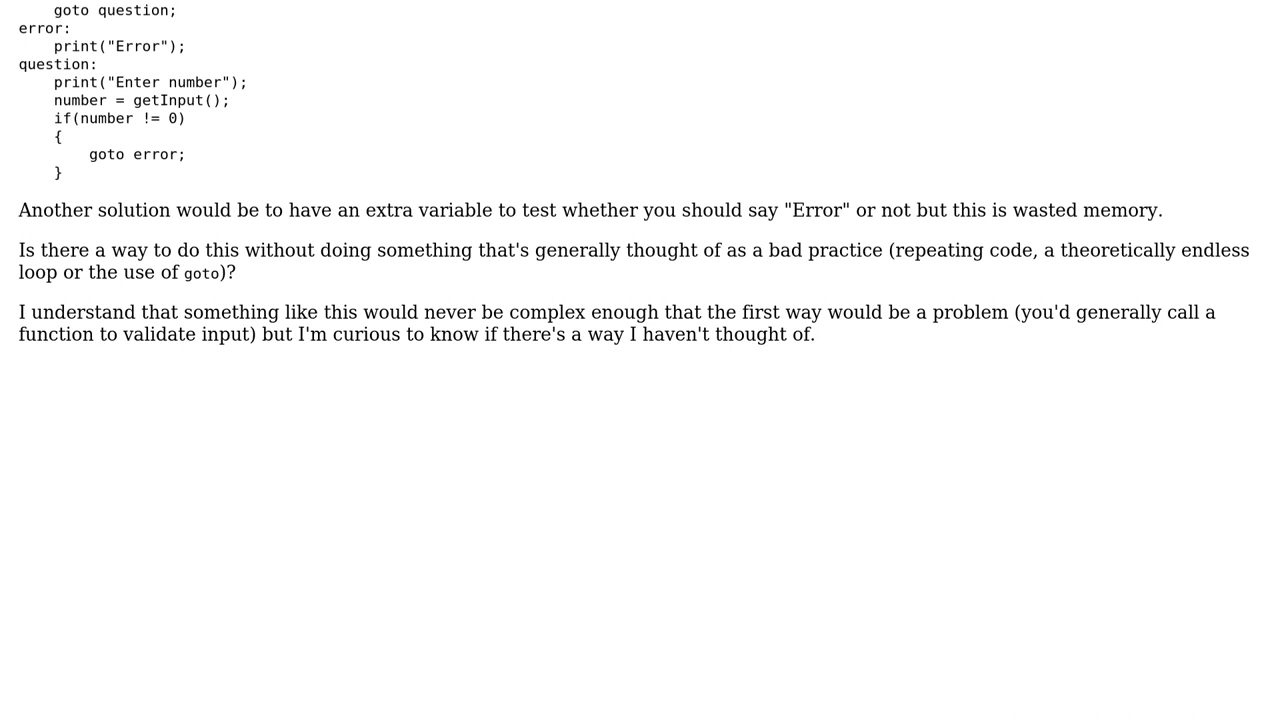 goto question;
error:
    print("Error");
question:
    print("Enter number");
    number = getInput();
    if(number != 0)
    {
        goto error;
    }
Another solution would be to have an extra variable to test whether you should say "Error" or not but this is wasted memory.
Is there a way to do this without doing something that's generally thought of as a bad practice (repeating code, a theoretically endless
loop or the use of goto)?
I understand that something like this would never be complex enough that the first way would be a problem (you'd generally call a
function to validate input) but I'm curious to know if there's a way I haven't thought of.